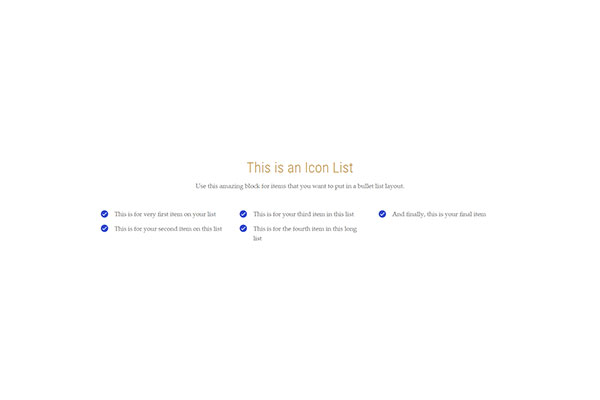 This is an Icon List
Use this amazing block for items that you want to put in a bullet list layout.
This is for very first item on your list
This is for your second item on this list
This is for your third item in this list
This is for the fourth item in this long
list
And finally, this is your final item